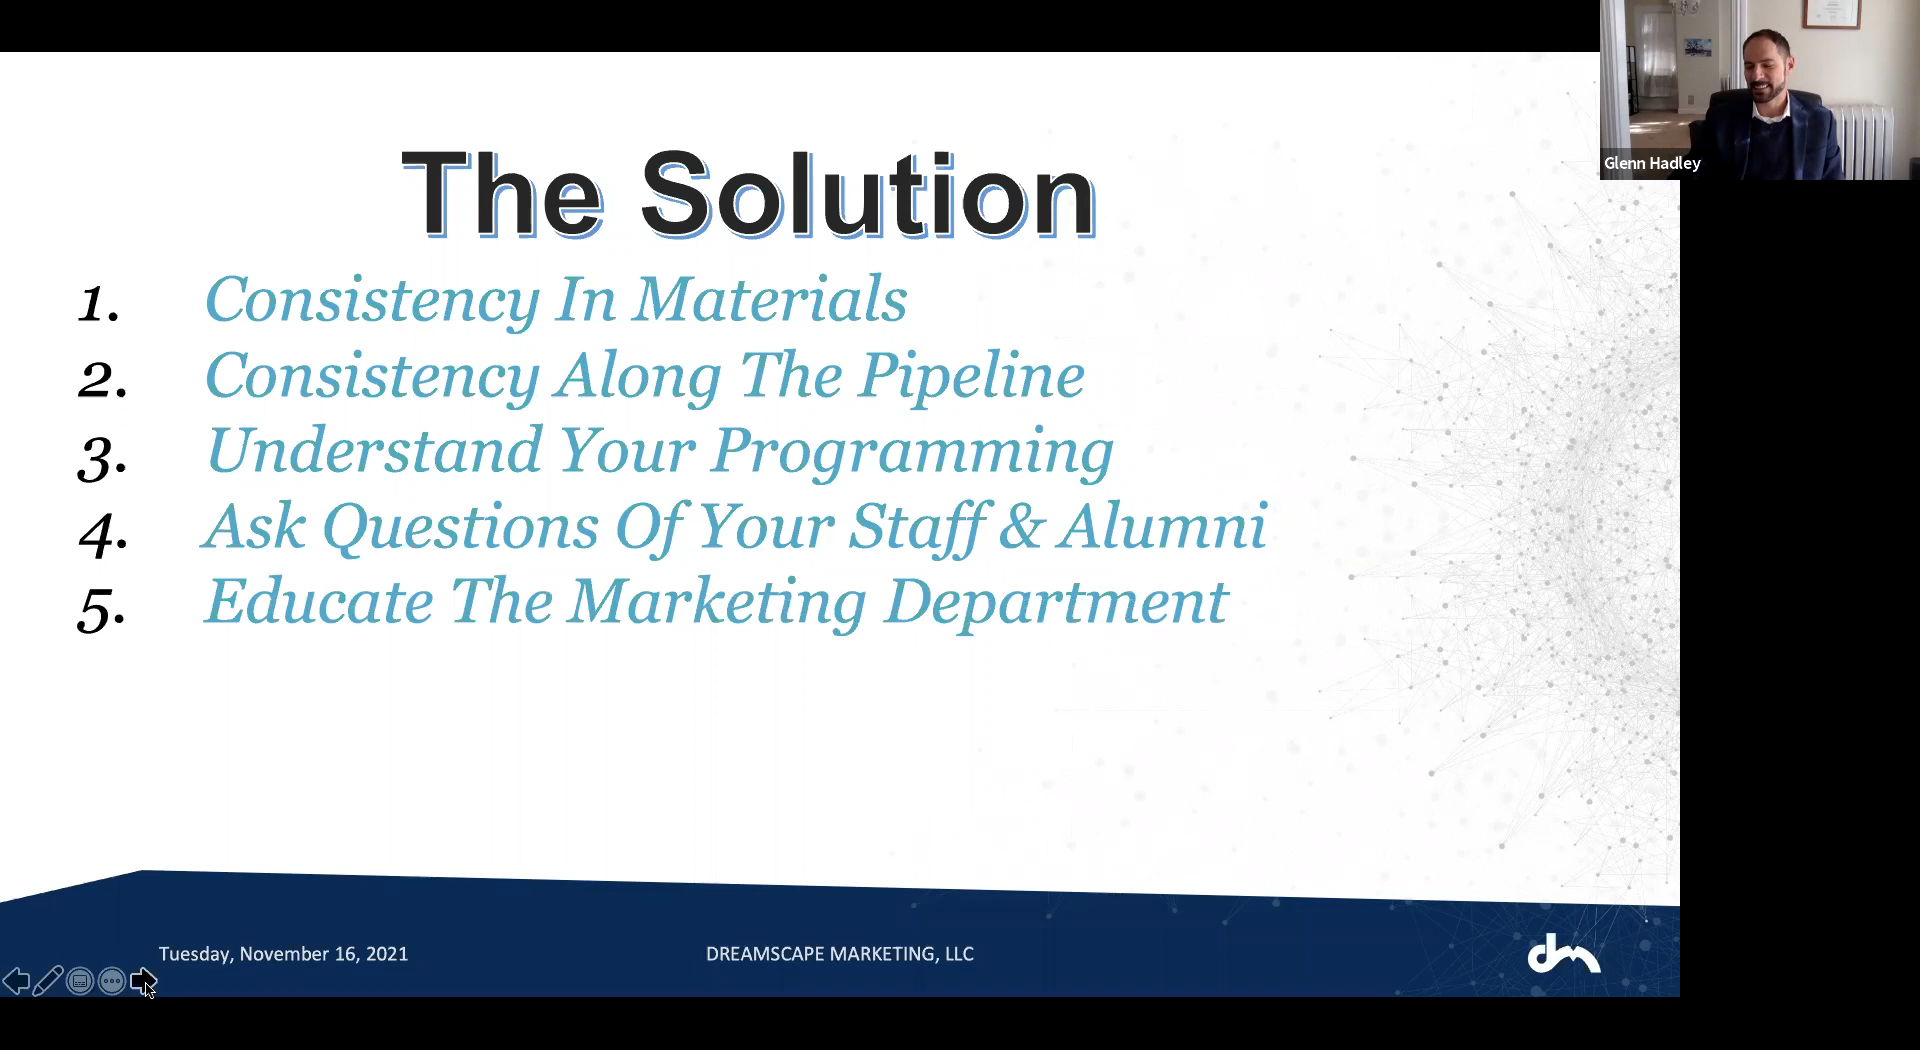 Glenn Hadley
The Solution
1. Consistency In Materials
2. Consistency Along The Pipeline
3. Understand Your Programming
4. Ask Questions Of Your Staff & Alumni
5. Educate The Marketing Department
Tuesday, November 16, 2021
DREAMSCAPE MARKETING, LLC
dm